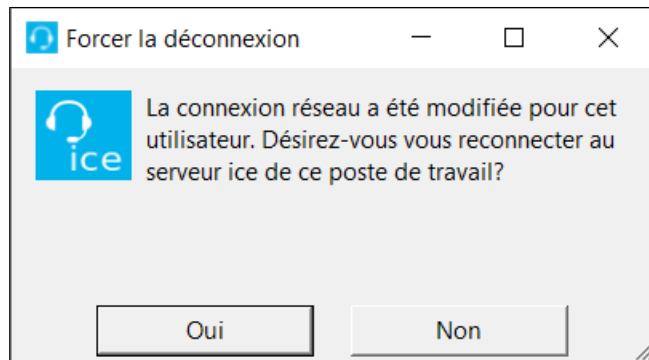 Forcer la déconnexion
La connexion réseau a été modifiée pour cet
utilisateur. Désirez-vous vous reconnecter au
serveur ice de ce poste de travail?
ice
Oui
Non